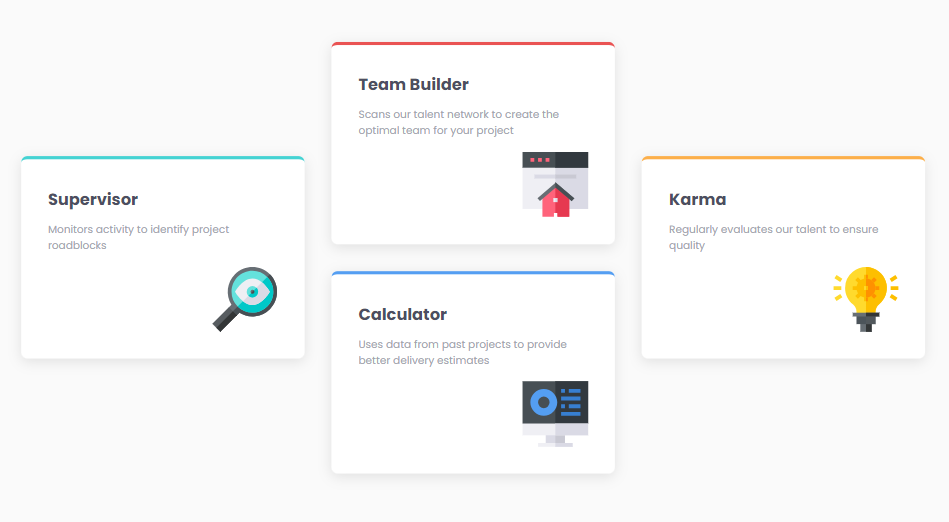 Supervisor
Monitors activity to identify project
roadblocks
Team Builder
Scans our talent network to create the
optimal team for your project
Calculator
Uses data from past projects to provide
better delivery estimates
Karma
Regularly evaluates our talent to ensure
quality